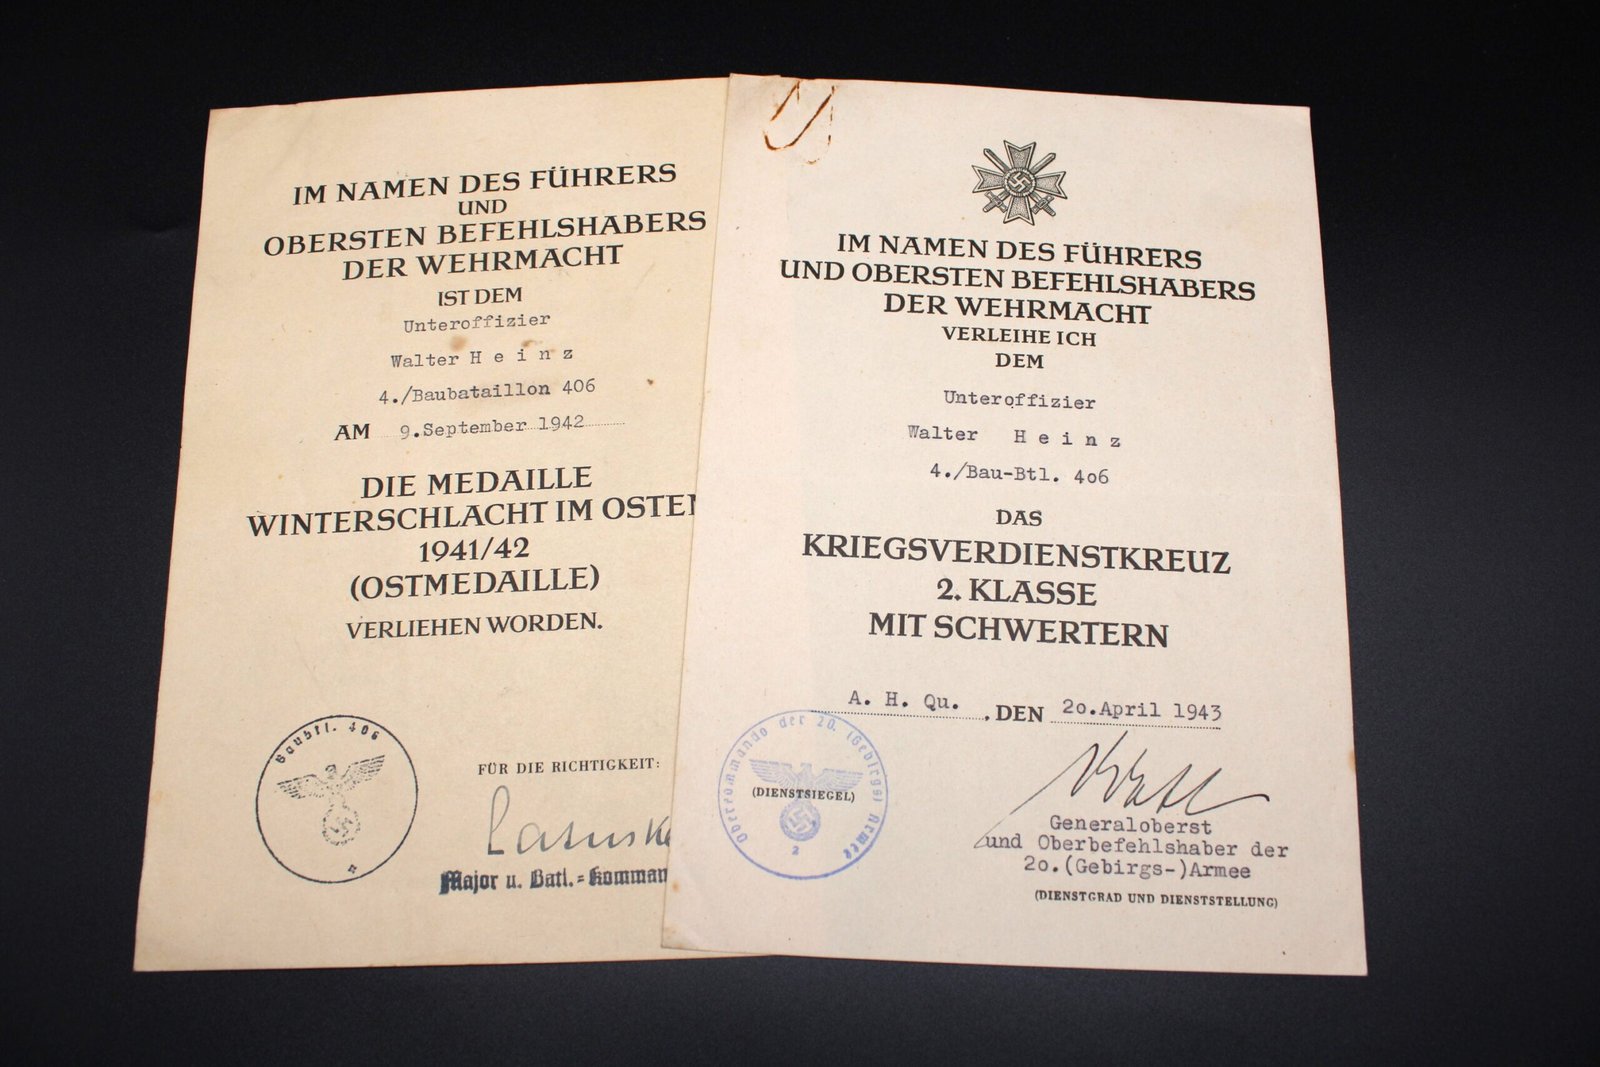 IM NAMEN DES FÜHRERS
UND
OBERSTEN BEFEHLSHABERS
DER WEHRMACHT
IST DEM
Unteroffizier
Walter H e i n z
4./Baubataillon 406
AM 9.September 1942
DIE MEDAILLE
WINTERSCHLACHT IM OSTEN
1941/42
(OSTMEDAILLE)
VERLIEHEN WORDEN.
Baubtl. 406
FÜR DIE RICHTIGKEIT:
Major u. Batl.=Komman
IM NAMEN DES FÜHRERS
UND OBERSTEN BEFEHLSHABERS
DER WEHRMACHT
VERLEIHE ICH
DEM
Unteroffizier
Walter H e i n z
4./Bau-Btl. 4o6
DAS
KRIEGSVERDIENSTKREUZ
2. KLASSE
MIT SCHWERTERN
A. H. Qu. , DEN 2o.April 1943
Oberkommando der 20. (Gebirgs) Armee
(DIENSTSIEGEL)
2
Generaloberst
und Oberbefehlshaber der
2o.(Gebirgs-)Armee
(DIENSTGRAD UND DIENSTSTELLUNG)